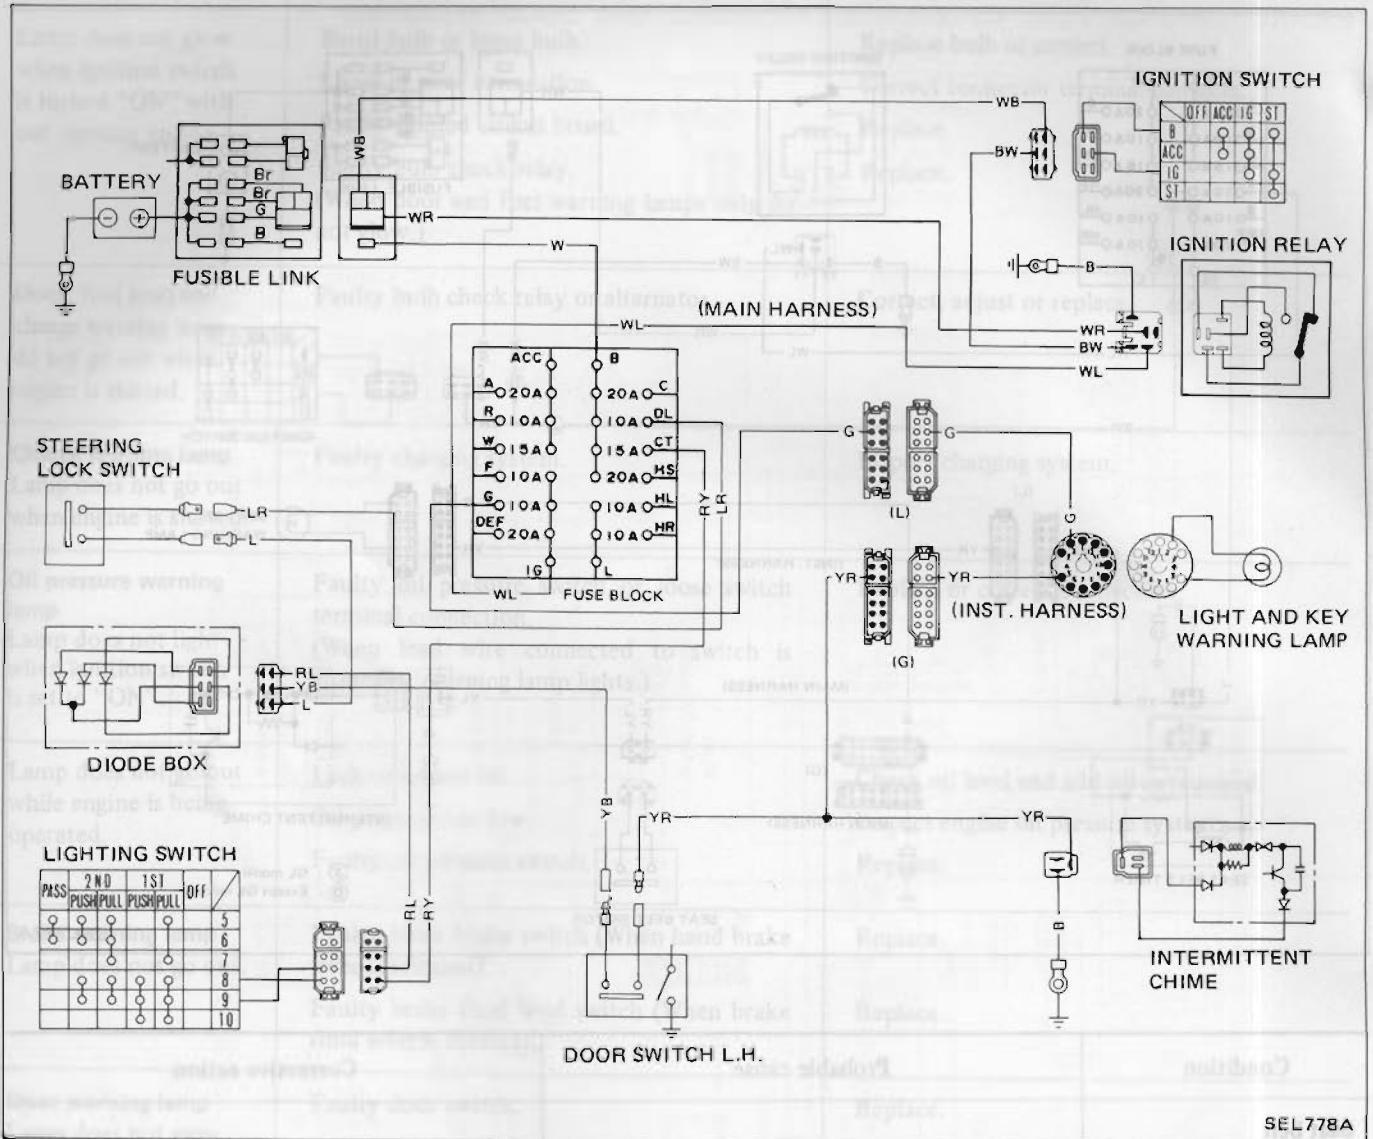 IGNITION SWITCH
OFF ACC IG ST
B
ACC
IG
ST
WB
BW
WB
BATTERY
Br
Br
G
B
WR
W
FUSIBLE LINK
IGNITION RELAY
B
WR
BW
WL
(MAIN HARNESS)
WL
ACC B
A 20A 20A C
R 10A 10A DL
W 15A 15A CT
F 10A 20A HS
G 10A 10A HL
DEF 20A 10A HR
IG L
WL
FUSE BLOCK
RY
LR
STEERING
LOCK SWITCH
LR
L
G
G
(L)
G
YR
YR
(G)
(INST. HARNESS)
LIGHT AND KEY
WARNING LAMP
RL
YB
L
DIODE BOX
YB
YR
YR
B
INTERMITTENT
CHIME
LIGHTING SWITCH
PASS 2ND 1ST OFF
PUSH PULL PUSH PULL
5
6
7
8
9
10
RL
RY
DOOR SWITCH L.H.
SEL778A